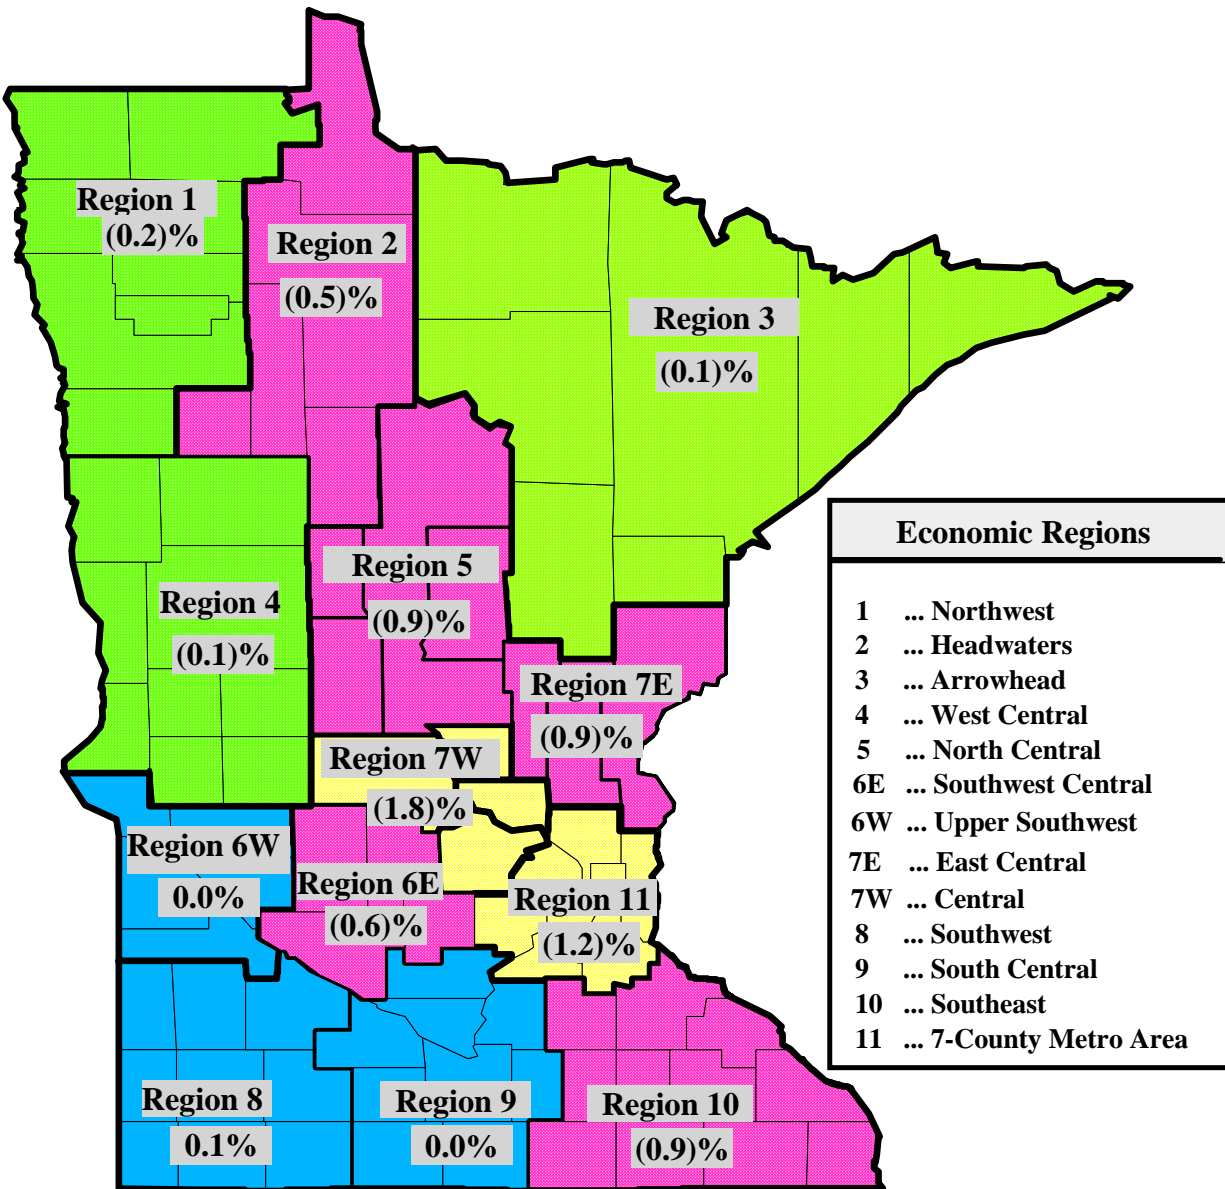 Region 1
(0.2)%
Region 2
(0.5)%
Region 3
(0.1)%
Region 4
(0.1)%
Region 5
(0.9)%
Region 7E
(0.9)%
Region 7W
(1.8)%
Region 6W
0.0%
Region 6E
(0.6)%
Region 11
(1.2)%
Region 8
0.1%
Region 9
0.0%
Region 10
(0.9)%
Economic Regions
1 ... Northwest
2 ... Headwaters
3 ... Arrowhead
4 ... West Central
5 ... North Central
6E ... Southwest Central
6W ... Upper Southwest
7E ... East Central
7W ... Central
8 ... Southwest
9 ... South Central
10 ... Southeast
11 ... 7-County Metro Area